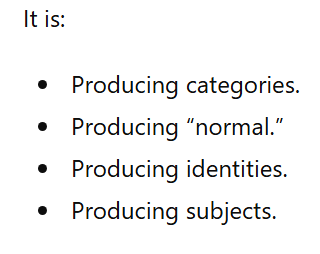 It is:
• Producing categories.
• Producing “normal.”
• Producing identities.
• Producing subjects.